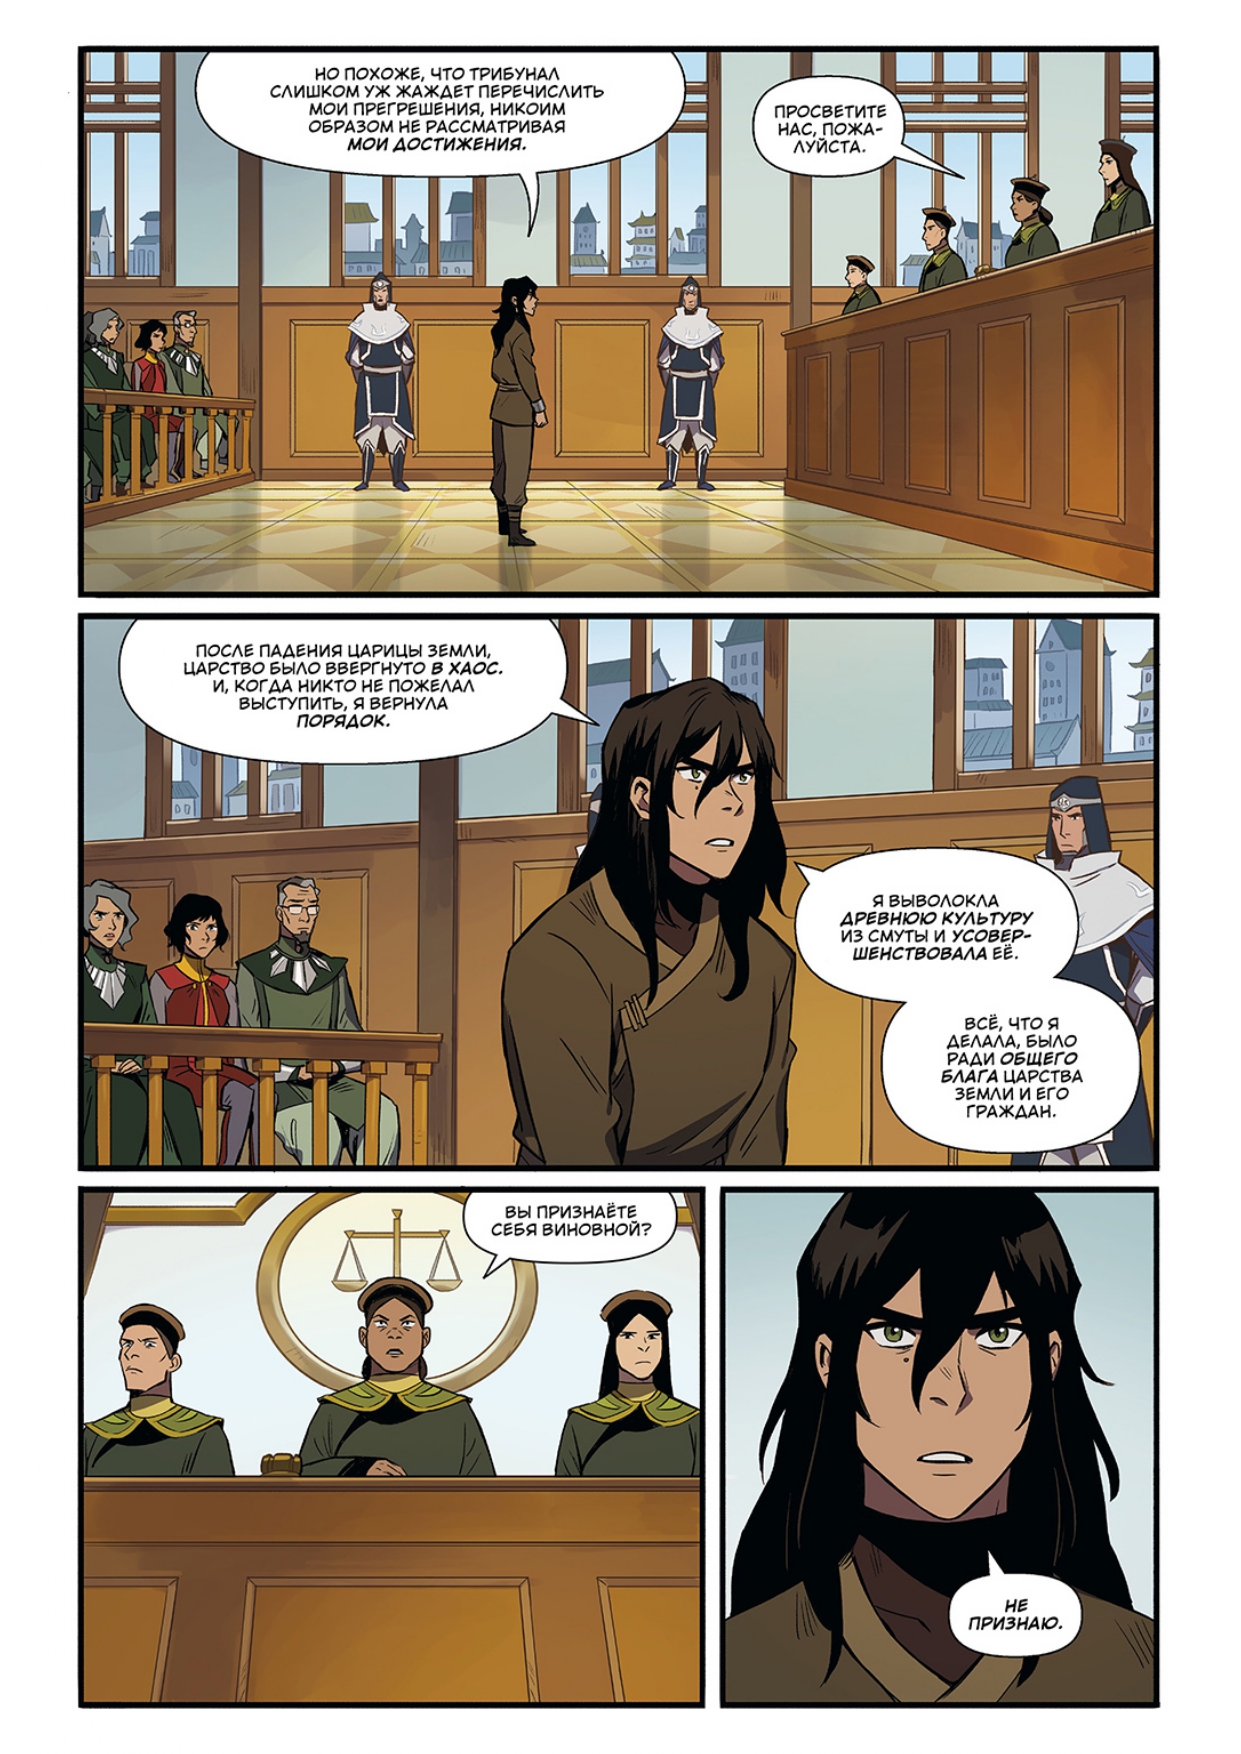 НО ПОХОЖЕ, ЧТО ТРИБУНАЛ
СЛИШКОМ УЖ ЖАЖДЕТ ПЕРЕЧИСЛИТЬ
МОИ ПРЕГРЕШЕНИЯ, НИКОИМ
ОБРАЗОМ НЕ РАССМАТРИВАЯ
МОИ ДОСТИЖЕНИЯ.
ПРОСВЕТИТЕ
НАС, ПОЖА-
ЛУЙСТА.
ПОСЛЕ ПАДЕНИЯ ЦАРИЦЫ ЗЕМЛИ,
ЦАРСТВО БЫЛО ВВЕРГНУТО В ХАОС.
И, КОГДА НИКТО НЕ ПОЖЕЛАЛ
ВЫСТУПИТЬ, Я ВЕРНУЛА
ПОРЯДОК.
Я ВЫВОЛОКЛА
ДРЕВНЮЮ КУЛЬТУРУ
ИЗ СМУТЫ И УСОВЕР-
ШЕНСТВОВАЛА ЕЁ.
ВСЁ, ЧТО Я
ДЕЛАЛА, БЫЛО
РАДИ ОБЩЕГО
БЛАГА ЦАРСТВА
ЗЕМЛИ И ЕГО
ГРАЖДАН.
ВЫ ПРИЗНАЁТЕ
СЕБЯ ВИНОВНОЙ?
НЕ
ПРИЗНАЮ.